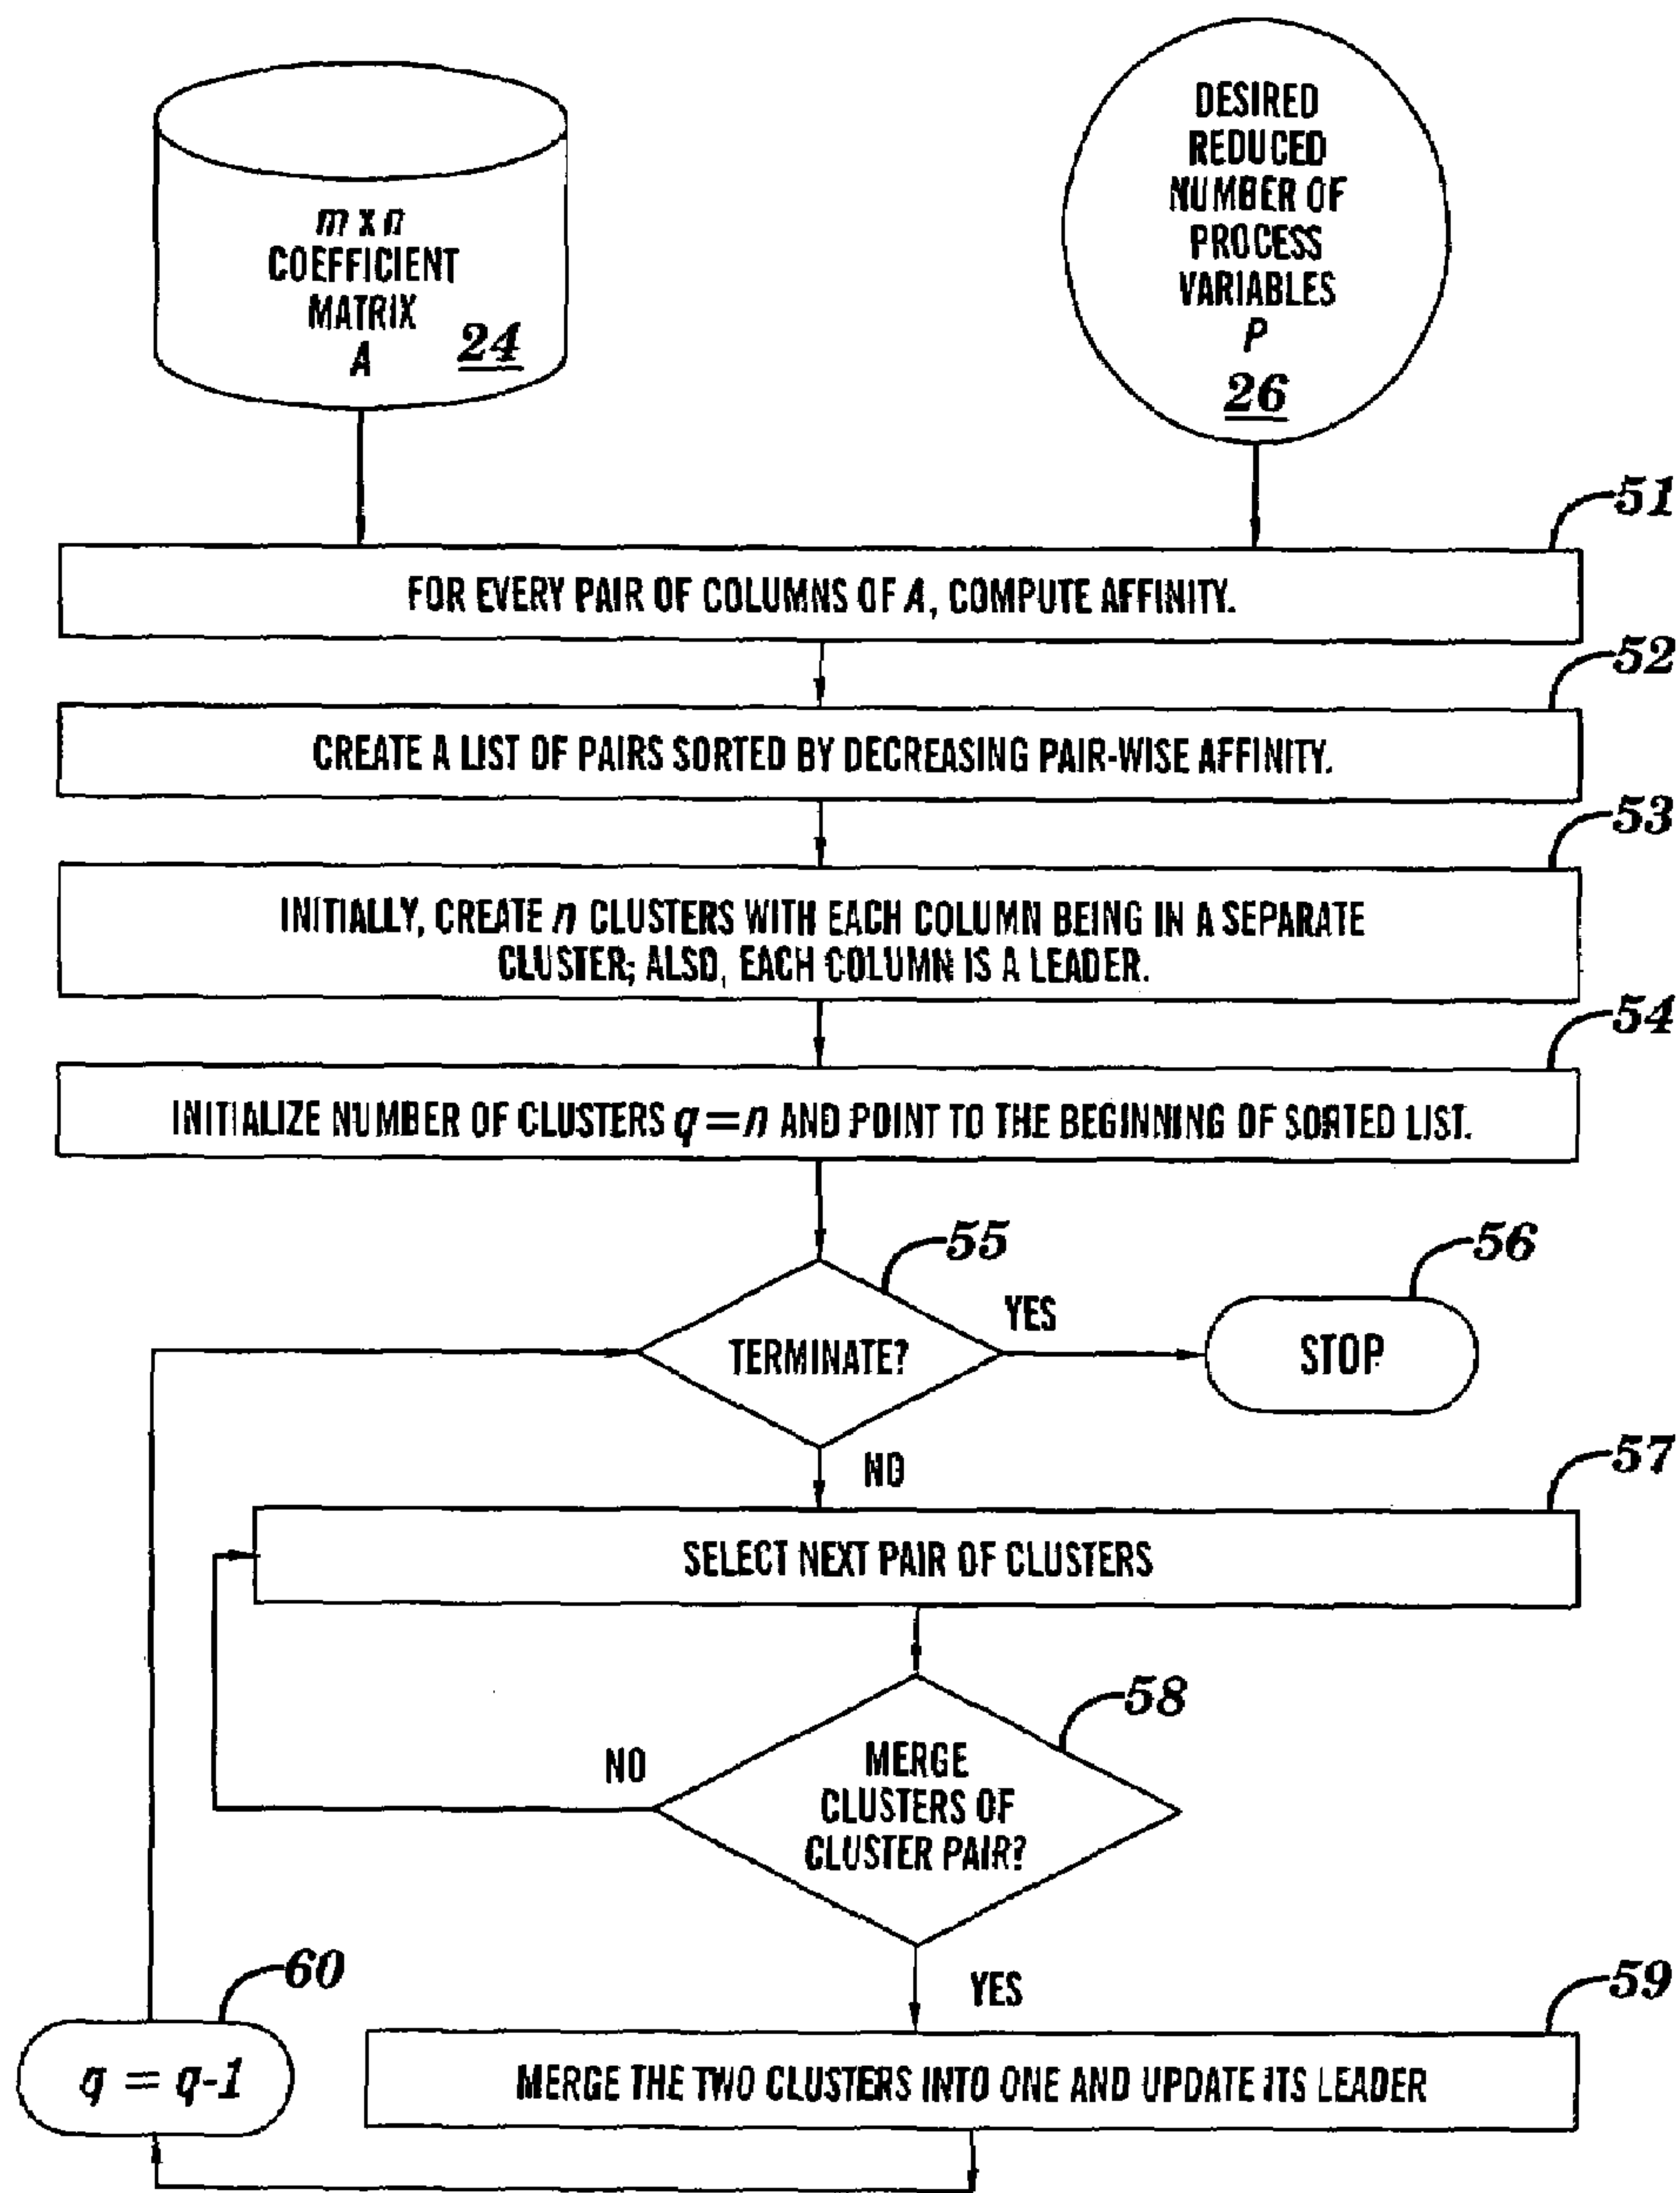 m x n
COEFFICIENT
MATRIX
A
24
DESIRED
REDUCED
NUMBER OF
PROCESS
VARIABLES
P
26
51
FOR EVERY PAIR OF COLUMNS OF A, COMPUTE AFFINITY.
52
CREATE A LIST OF PAIRS SORTED BY DECREASING PAIR-WISE AFFINITY.
53
INITIALLY, CREATE n CLUSTERS WITH EACH COLUMN BEING IN A SEPARATE
CLUSTER; ALSO, EACH COLUMN IS A LEADER.
54
INITIALIZE NUMBER OF CLUSTERS q=n AND POINT TO THE BEGINNING OF SORTED LIST.
55
TERMINATE?
YES
56
STOP
NO
57
SELECT NEXT PAIR OF CLUSTERS
58
MERGE
CLUSTERS OF
CLUSTER PAIR?
NO
YES
59
MERGE THE TWO CLUSTERS INTO ONE AND UPDATE ITS LEADER
60
q = q-1